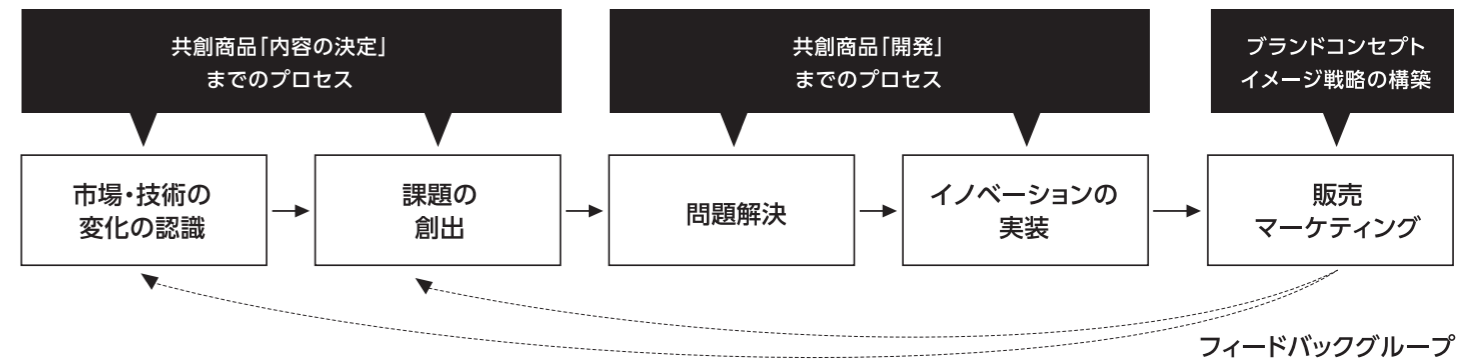 共創商品「内容の決定」
までのプロセス
共創商品「開発」
までのプロセス
ブランドコンセプト
イメージ戦略の構築
市場・技術の
変化の認識
課題の
創出
問題解決
イノベーションの
実装
販売
マーケティング
フィードバックグループ